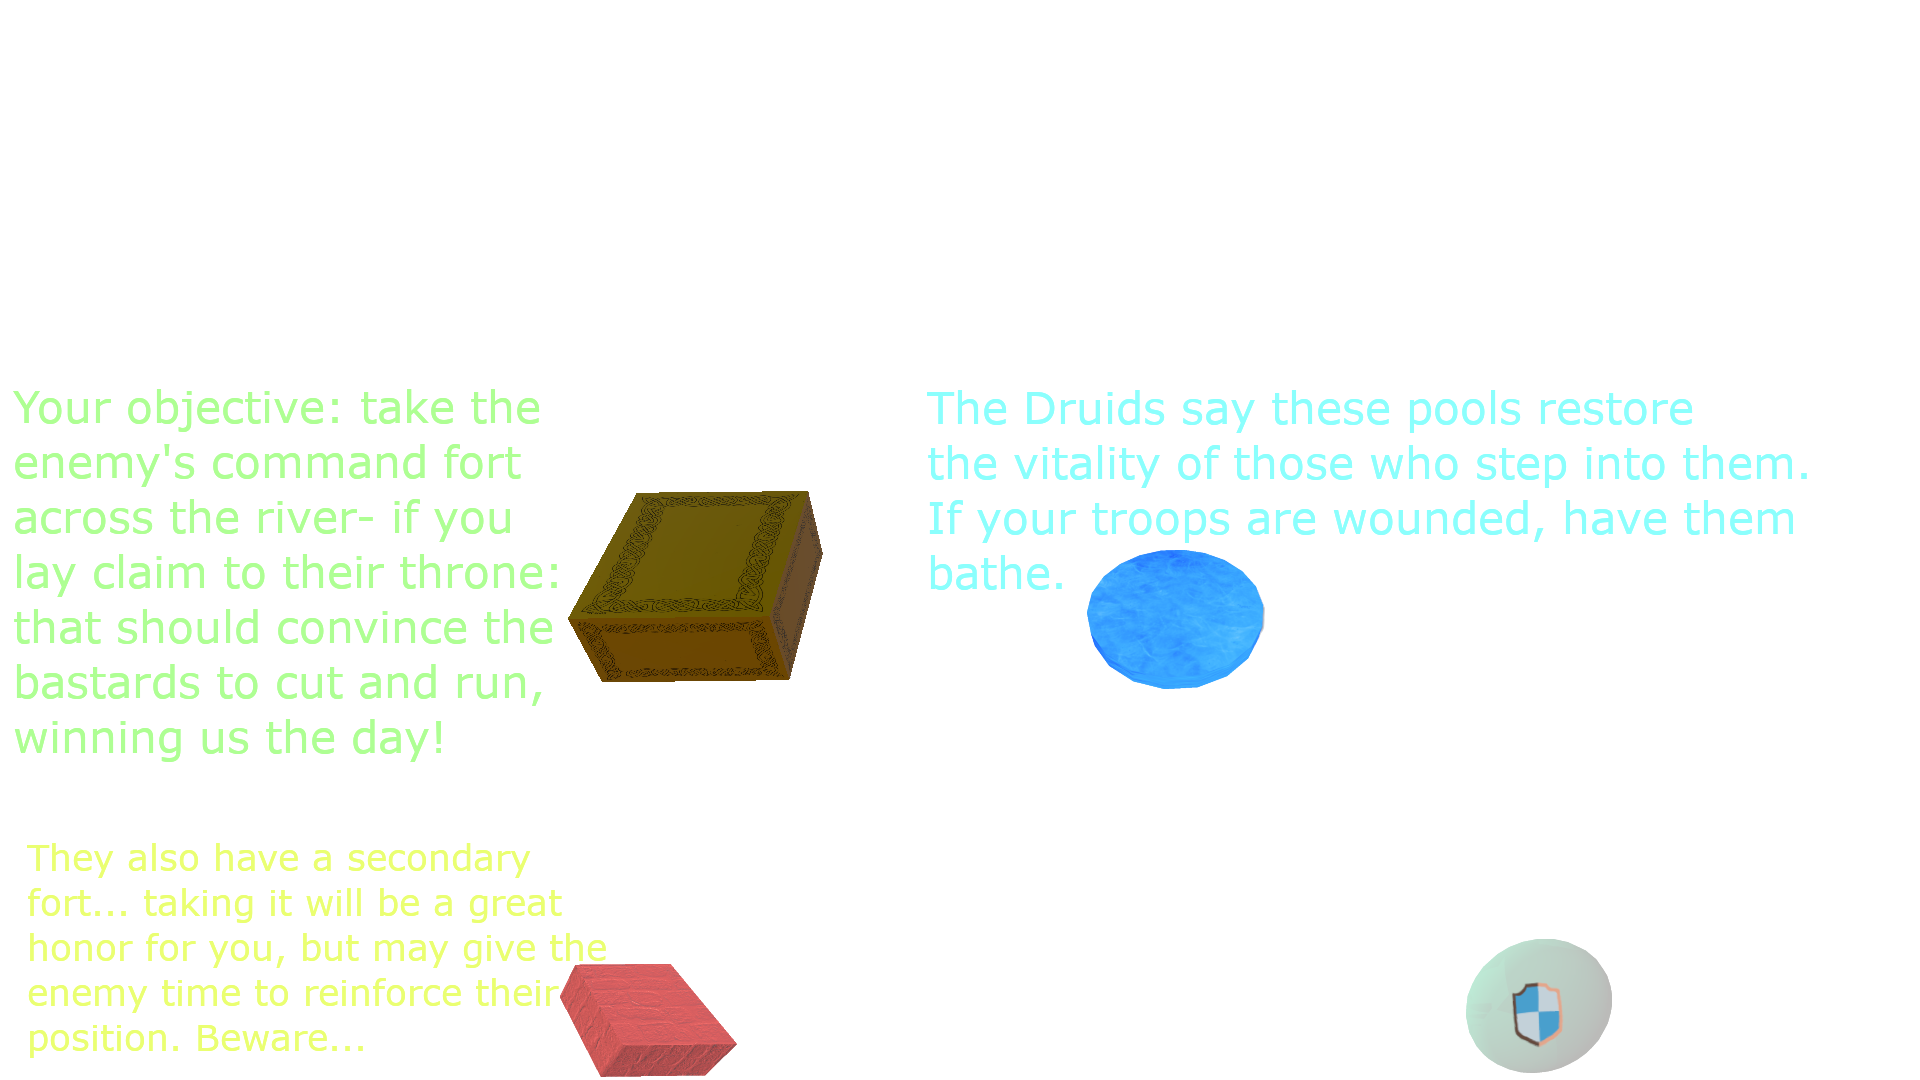 Your objective: take the
enemy's command fort
across the river- if you
lay claim to their throne:
that should convince the
bastards to cut and run,
winning us the day!
The Druids say these pools restore
the vitality of those who step into them.
If your troops are wounded, have them
bathe.
They also have a secondary
fort... taking it will be a great
honor for you, but may give the
enemy time to reinforce their
position. Beware...